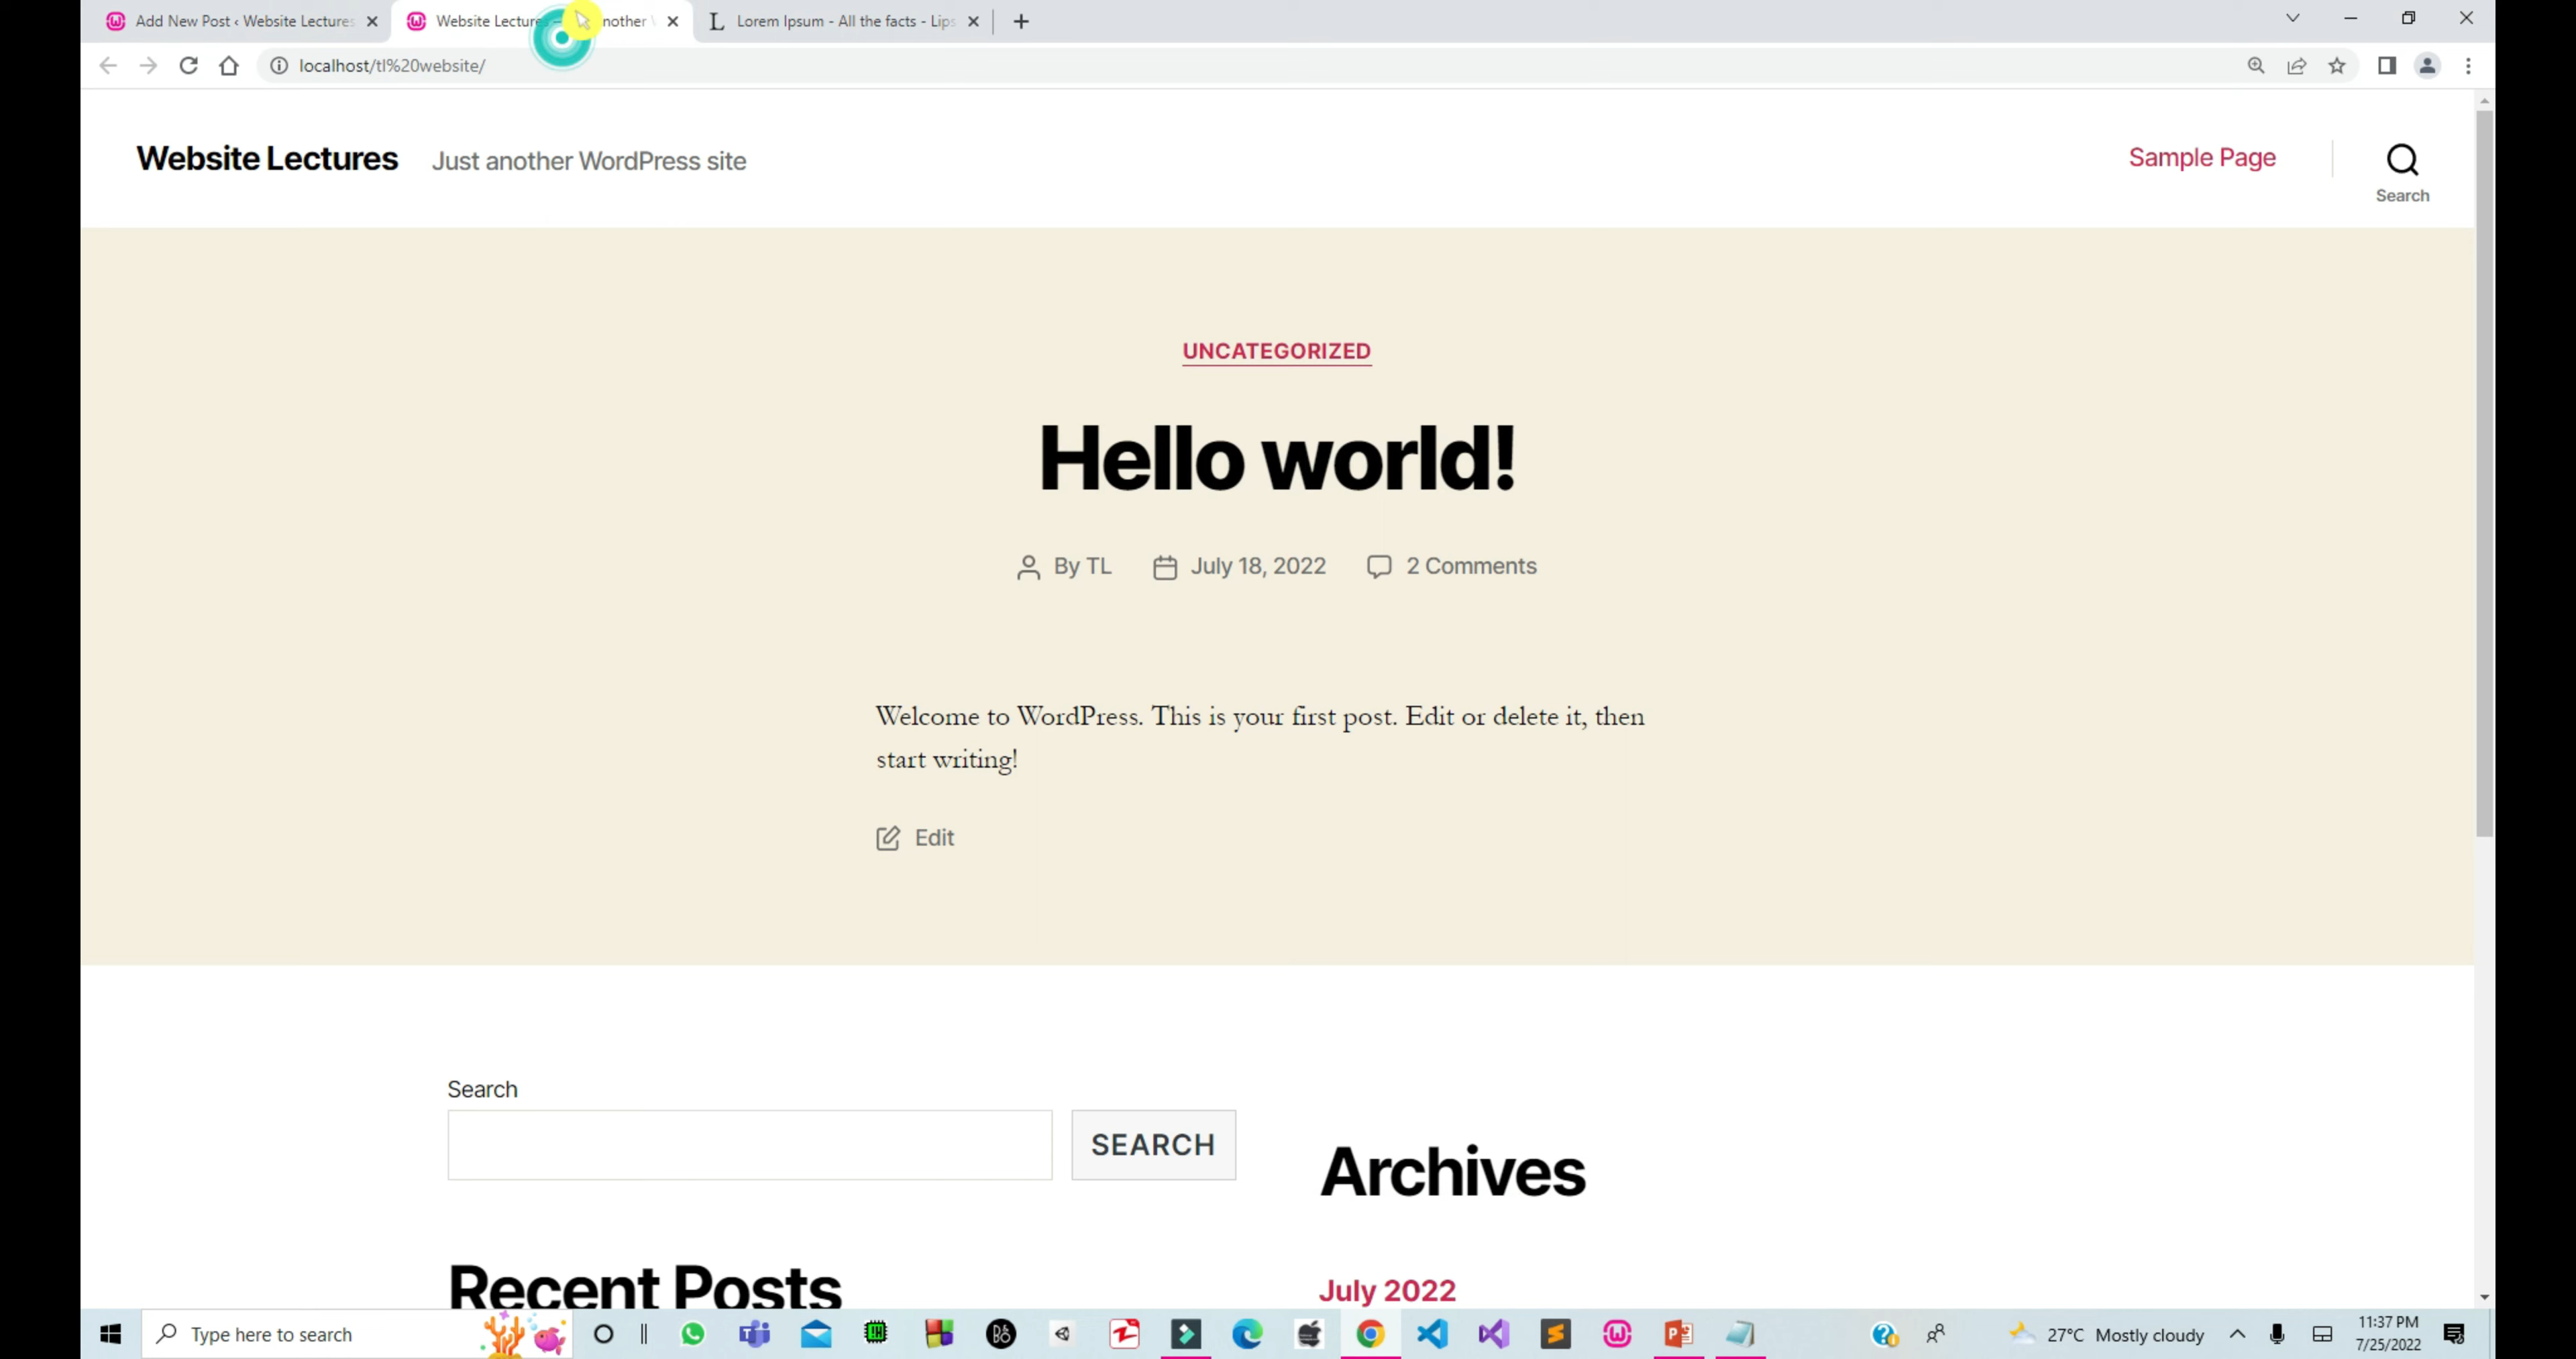 Add New Post ‹ Website Lectures
Website Lectur nother
Lorem Ipsum - All the facts - Lips
localhost/tl%20website/
Website Lectures Just another WordPress site
Sample Page
Search
UNCATEGORIZED
Hello world!
By TL July 18, 2022 2 Comments
Welcome to WordPress. This is your first post. Edit or delete it, then
start writing!
Edit
Search
SEARCH
Archives
Recent Posts
July 2022
Type here to search
27°C Mostly cloudy
11:37 PM
7/25/2022